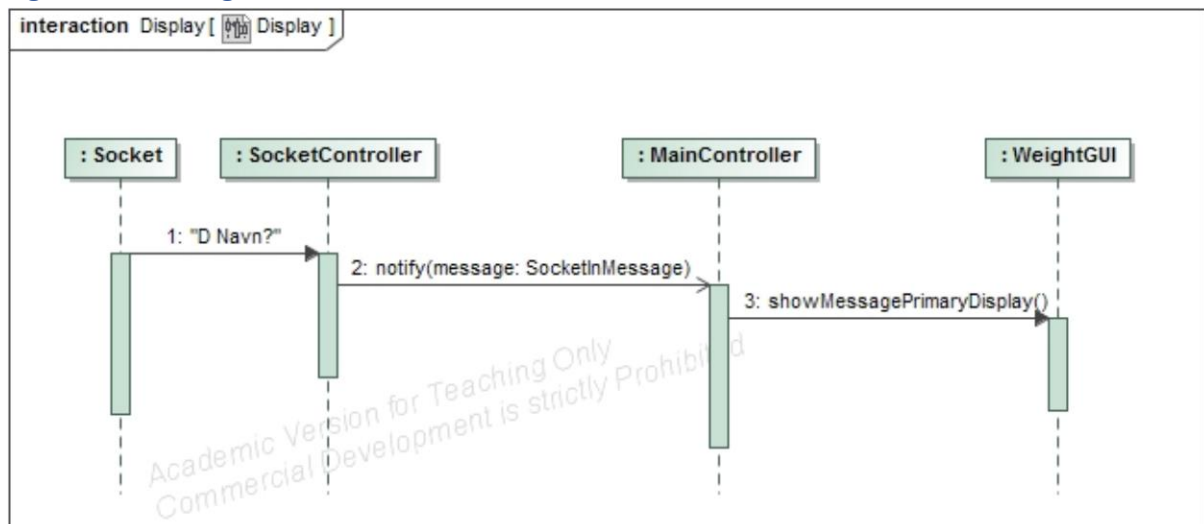 interaction Display [ Display ]
: Socket
: SocketController
: MainController
: WeightGUI
1: "D Navn?"
2: notify(message: SocketInMessage)
3: showMessagePrimaryDisplay()
Academic Version for Teaching Only
Commercial Development is strictly Prohibited